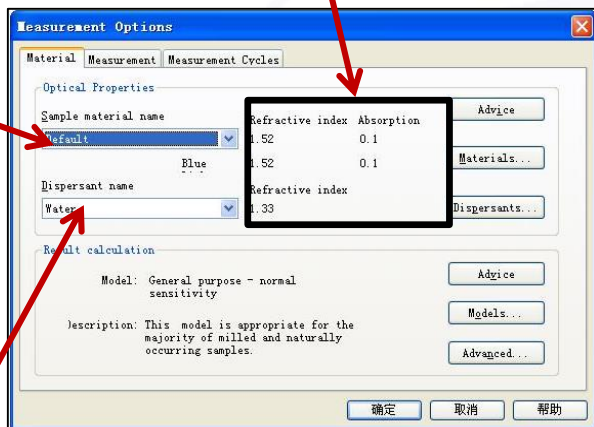 Measurement Options
Material Measurement Measurement Cycles
Optical Properties
Sample material name
Default
Refractive index Absorption
1.52 0.1
Blue 1.52 0.1
Dispersant name
Water
Refractive index
1.33
Advice
Materials...
Dispersants...
Result calculation
Model: General purpose - normal
sensitivity
Description: This model is appropriate for the
majority of milled and naturally
occurring samples.
Advice
Models...
Advanced...
确定 取消 帮助